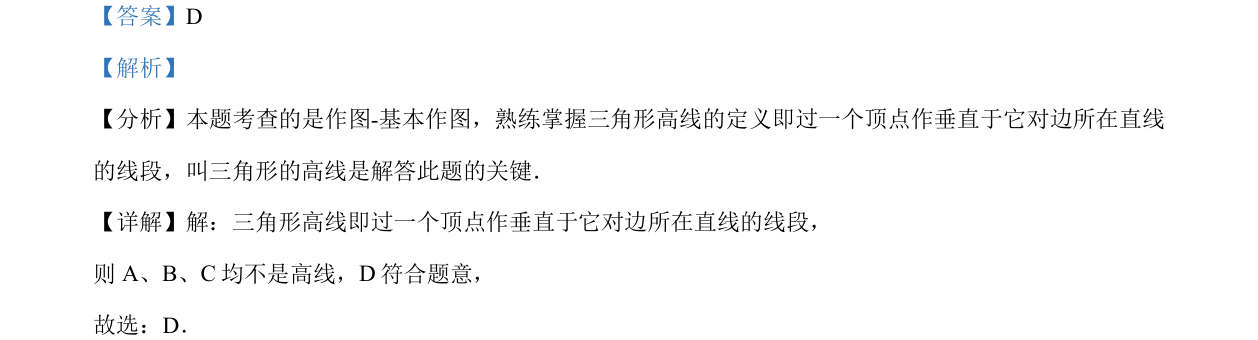 【答案】D
【解析】
【分析】本题考查的是作图-基本作图，熟练掌握三角形高线的定义即过一个顶点作垂直于它对边所在直线
的线段，叫三角形的高线是解答此题的关键．
【详解】解：三角形高线即过一个顶点作垂直于它对边所在直线的线段，
则 A、B、C 均不是高线，D 符合题意，
故选：D．